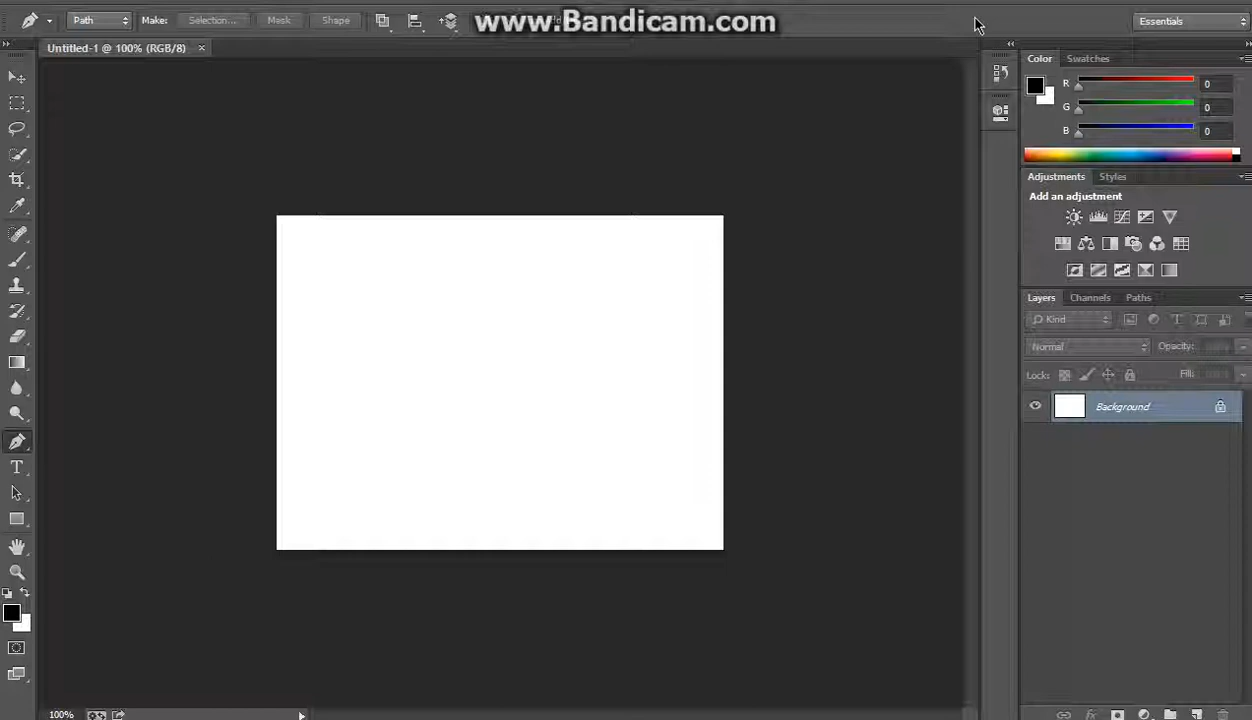 Path
Make:
Selection...
Mask
Shape
www.Bandicam.com
Essentials
Untitled-1 @ 100% (RGB/8)
Color
Swatches
R
0
G
0
B
0
Adjustments
Styles
Add an adjustment
Layers
Channels
Paths
Kind
Normal
Opacity:
Lock:
Fill:
Background
100%